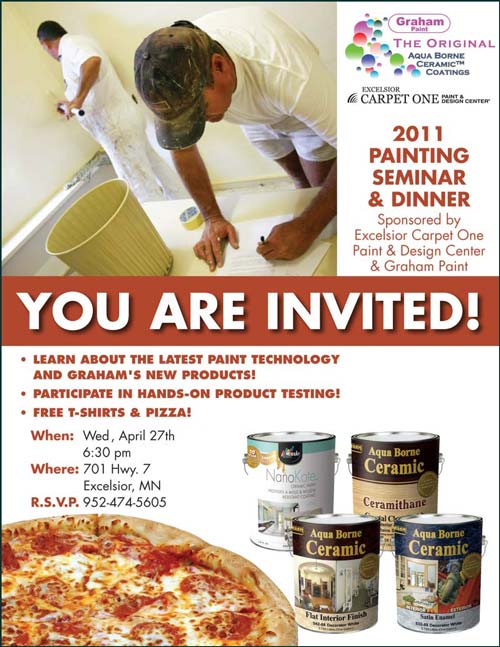 Graham
Paint
THE ORIGINAL
AQUA BORNE
CERAMIC™
COATINGS
EXCELSIOR
CARPET ONE PAINT & DESIGN CENTER
2011
PAINTING
SEMINAR
& DINNER
Sponsored by
Excelsior Carpet One
Paint & Design Center
& Graham Paint
YOU ARE INVITED!
• LEARN ABOUT THE LATEST PAINT TECHNOLOGY
AND GRAHAM'S NEW PRODUCTS!
• PARTICIPATE IN HANDS-ON PRODUCT TESTING!
• FREE T-SHIRTS & PIZZA!
When: Wed, April 27th
6:30 pm
Where: 701 Hwy. 7
Excelsior, MN
R.S.V.P. 952-474-5605
NanoKote
Aqua Borne
Ceramic
Ceramithane
Aqua Borne
Ceramic
Flat Interior Finish
Aqua Borne
Ceramic
INTERIOR
EXTERIOR
Satin Enamel